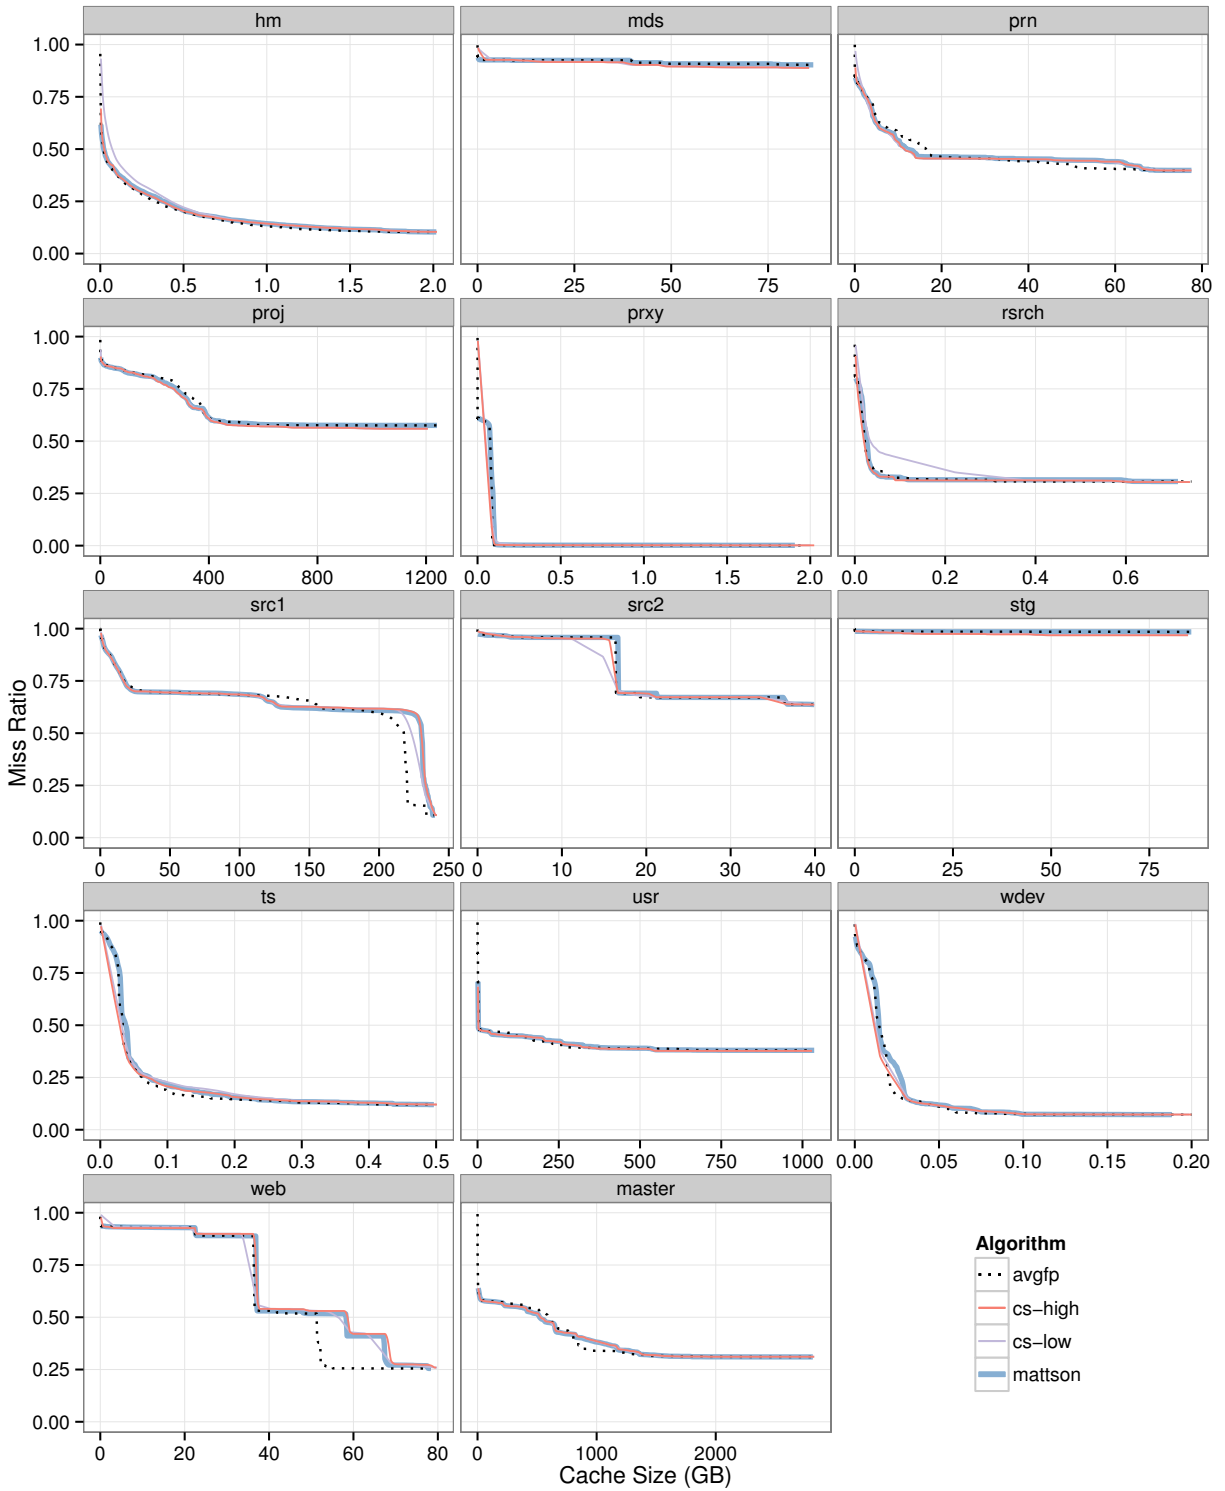 hm mds prn
1.00
0.75
0.50
0.25
0.00
0.0 0.5 1.0 1.5 2.0 0 25 50 75 0 20 40 60 80
proj prxy rsrch
1.00
0.75
0.50
0.25
0.00
0 400 800 1200 0.0 0.5 1.0 1.5 2.0 0.0 0.2 0.4 0.6
src1 src2 stg
1.00
0.75
0.50
0.25
0.00
0 50 100 150 200 250 0 10 20 30 40 0 25 50 75
Miss Ratio
ts usr wdev
1.00
0.75
0.50
0.25
0.00
0.0 0.1 0.2 0.3 0.4 0.5 0 250 500 750 1000 0.00 0.05 0.10 0.15 0.20
web master
1.00
0.75
0.50
0.25
0.00
0 20 40 60 80 0 1000 2000
Cache Size (GB)
Algorithm
avgfp
cs−high
cs−low
mattson